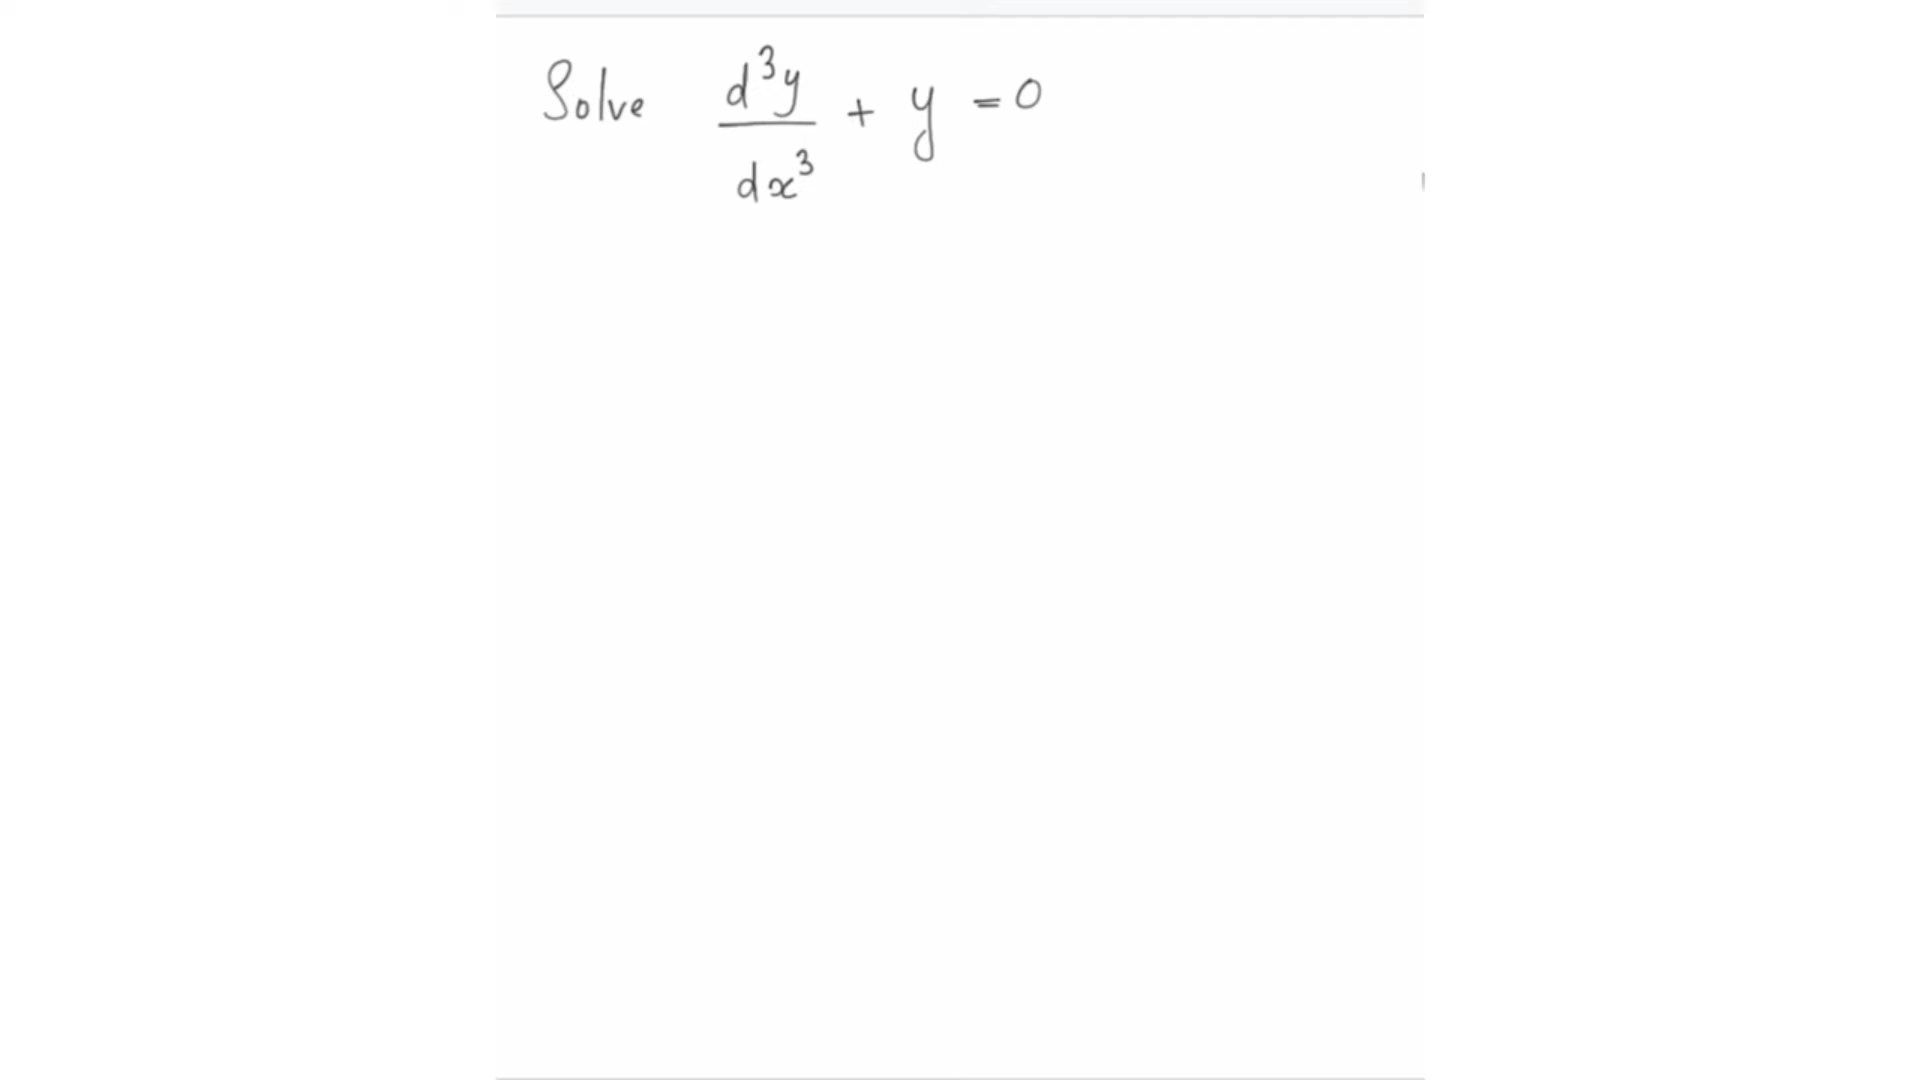 Solve d³y/dx³ + y = 0